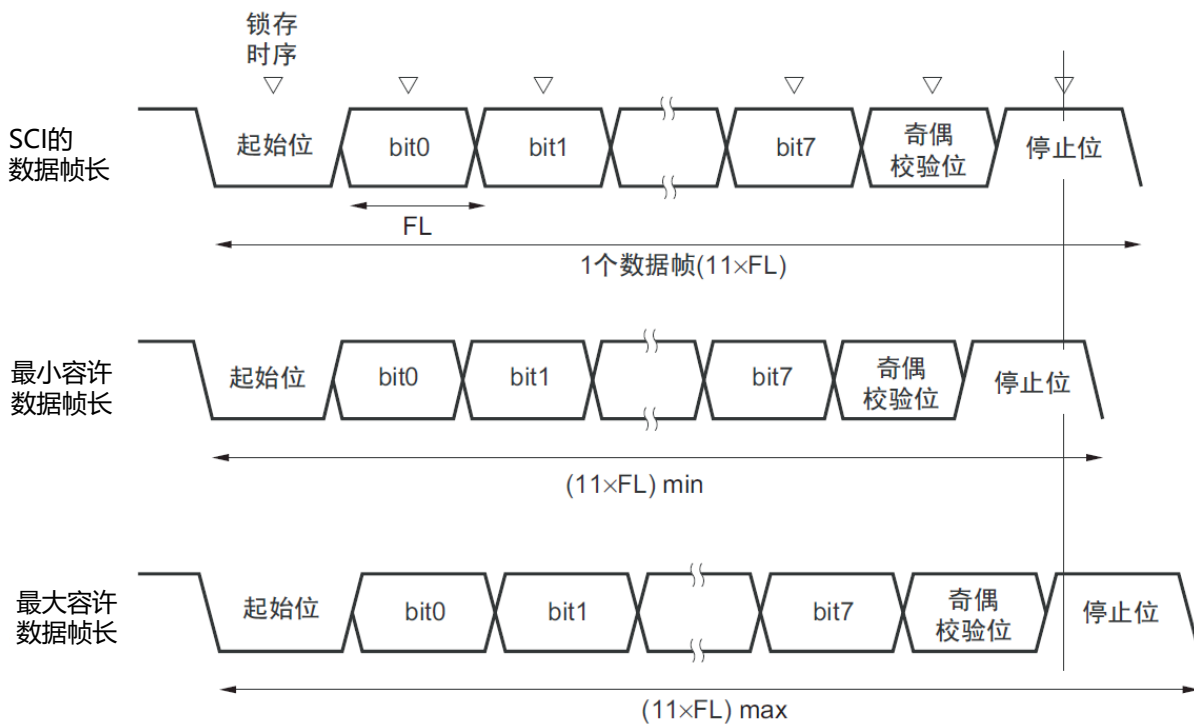 锁存
时序
SCI的
数据帧长
起始位 bit0 bit1 bit7 奇偶校验位 停止位
FL
1个数据帧(11×FL)
最小容许
数据帧长
起始位 bit0 bit1 bit7 奇偶校验位 停止位
(11×FL) min
最大容许
数据帧长
起始位 bit0 bit1 bit7 奇偶校验位 停止位
(11×FL) max